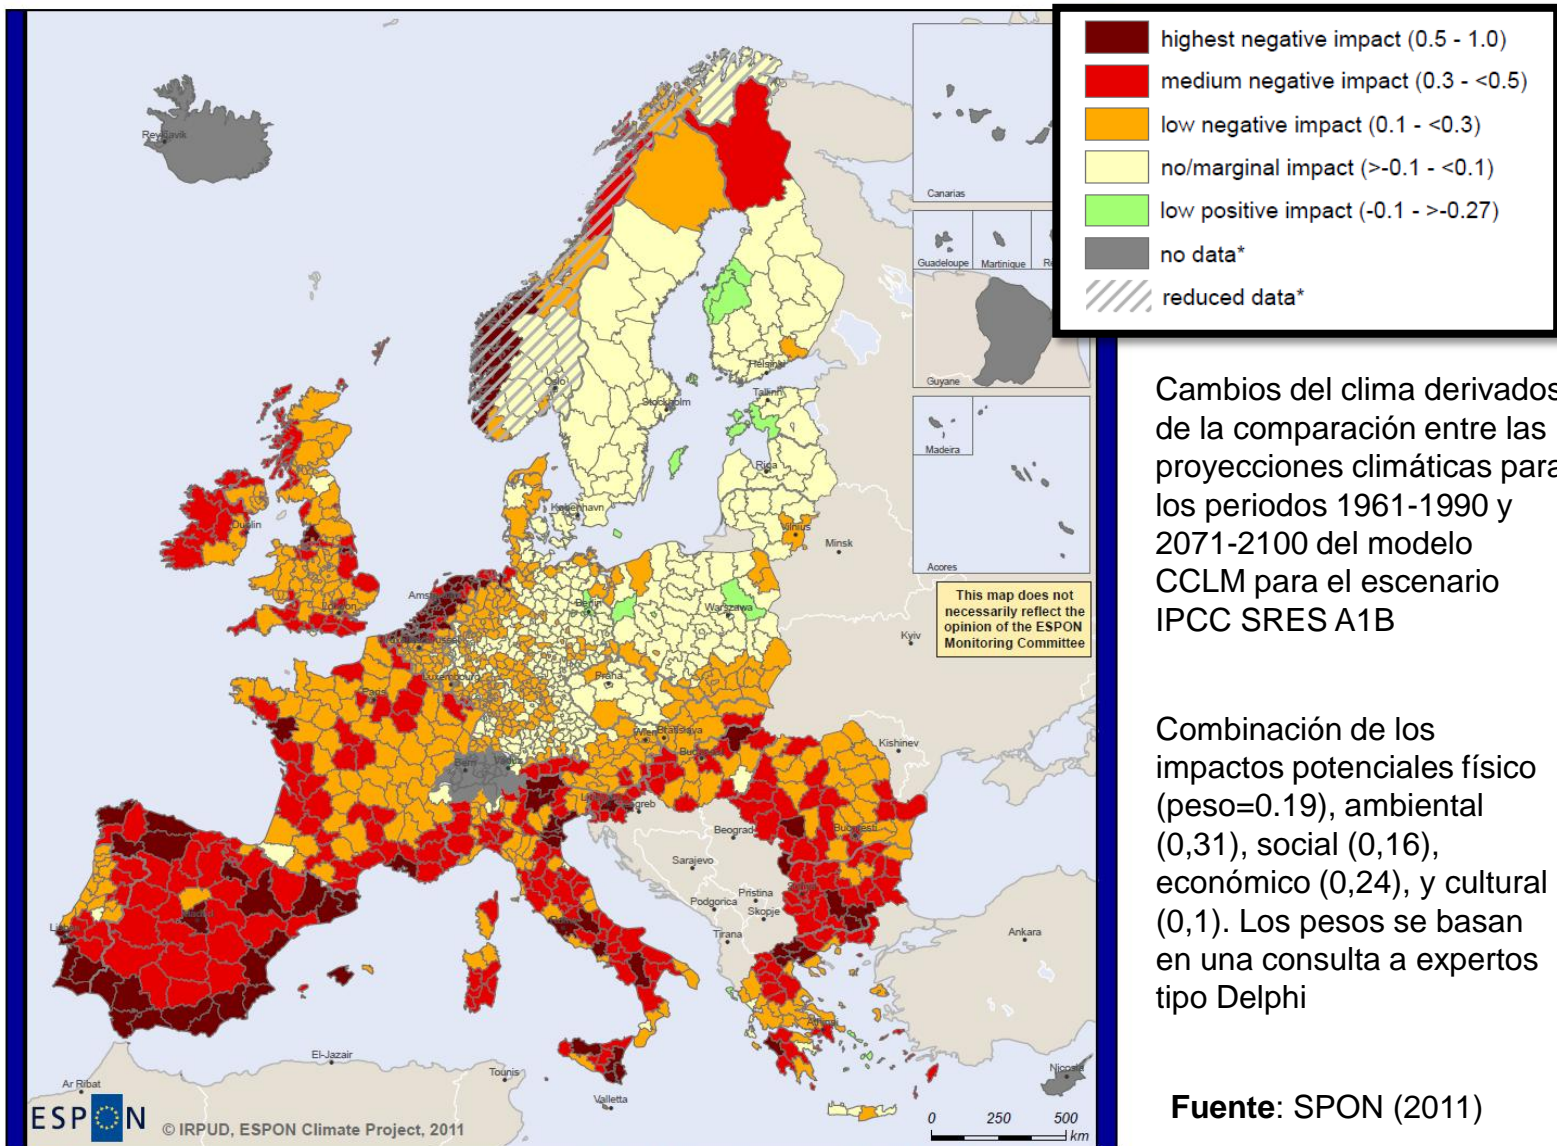 highest negative impact (0.5 - 1.0)
medium negative impact (0.3 - <0.5)
low negative impact (0.1 - <0.3)
no/marginal impact (>-0.1 - <0.1)
low positive impact (-0.1 - >-0.27)
no data*
reduced data*
Reykjavik
Canarias
Guadeloupe
Martinique
Guyane
Madeira
Acores
Oslo
Helsinki
Tallinn
Stockholm
Riga
København
Vilnius
Minsk
Dublin
London
Berlin
Warszawa
Kyiv
Luxembourg
Paris
Praha
Wien
Bratislava
Kishinev
Bern
Vaduz
Zagreb
Beograd
Bucuresti
Sarajevo
Pristina
Podgorica
Skopje
Tirana
Madrid
Ankara
El-Jazair
Tounis
Ar Ribat
Valletta
Nicosia
This map does not
necessarily reflect the
opinion of the ESPON
Monitoring Committee
ESPON
© IRPUD, ESPON Climate Project, 2011
0 250 500
km
Cambios del clima derivados
de la comparación entre las
proyecciones climáticas para
los periodos 1961-1990 y
2071-2100 del modelo
CCLM para el escenario
IPCC SRES A1B
Combinación de los
impactos potenciales físico
(peso=0.19), ambiental
(0,31), social (0,16),
económico (0,24), y cultural
(0,1). Los pesos se basan
en una consulta a expertos
tipo Delphi
Fuente: SPON (2011)